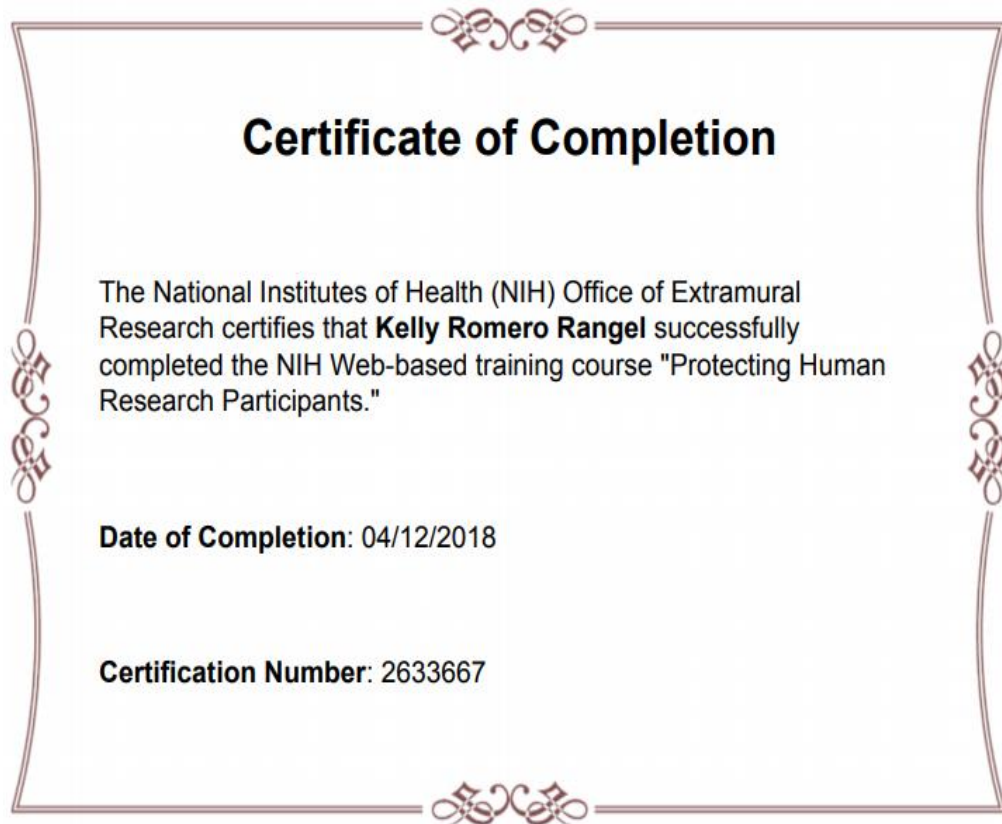 Certificate of Completion
The National Institutes of Health (NIH) Office of Extramural
Research certifies that Kelly Romero Rangel successfully
completed the NIH Web-based training course "Protecting Human
Research Participants."
Date of Completion: 04/12/2018
Certification Number: 2633667